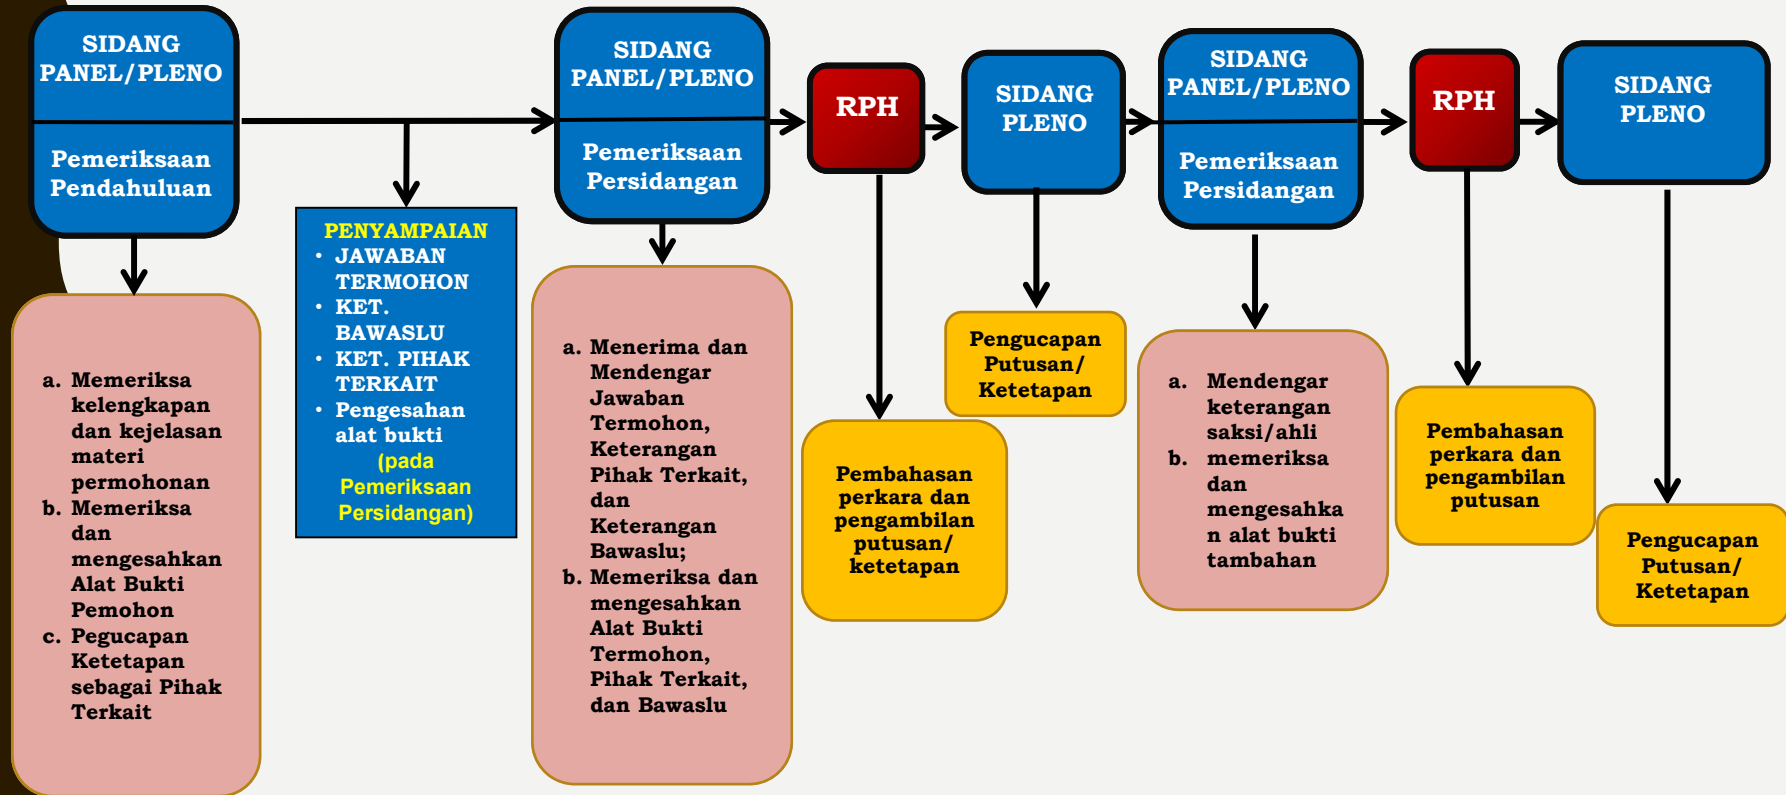 SIDANG
PANEL/PLENO
Pemeriksaan
Pendahuluan
a. Memeriksa
kelengkapan
dan kejelasan
materi
permohonan
b. Memeriksa
dan
mengesahkan
Alat Bukti
Pemohon
c. Pegucapan
Ketetapan
sebagai Pihak
Terkait
PENYAMPAIAN
• JAWABAN
TERMOHON
• KET.
BAWASLU
• KET. PIHAK
TERKAIT
• Pengesahan
alat bukti
(pada
Pemeriksaan
Persidangan)
SIDANG
PANEL/PLENO
Pemeriksaan
Persidangan
a. Menerima dan
Mendengar
Jawaban
Termohon,
Keterangan
Pihak Terkait,
dan
Keterangan
Bawaslu;
b. Memeriksa dan
mengesahkan
Alat Bukti
Termohon,
Pihak Terkait,
dan Bawaslu
RPH
Pembahasan
perkara dan
pengambilan
putusan/
ketetapan
SIDANG
PLENO
Pengucapan
Putusan/
Ketetapan
SIDANG
PANEL/PLENO
Pemeriksaan
Persidangan
a. Mendengar
keterangan
saksi/ahli
b. memeriksa
dan
mengesahka
n alat bukti
tambahan
RPH
Pembahasan
perkara dan
pengambilan
putusan
SIDANG
PLENO
Pengucapan
Putusan/
Ketetapan